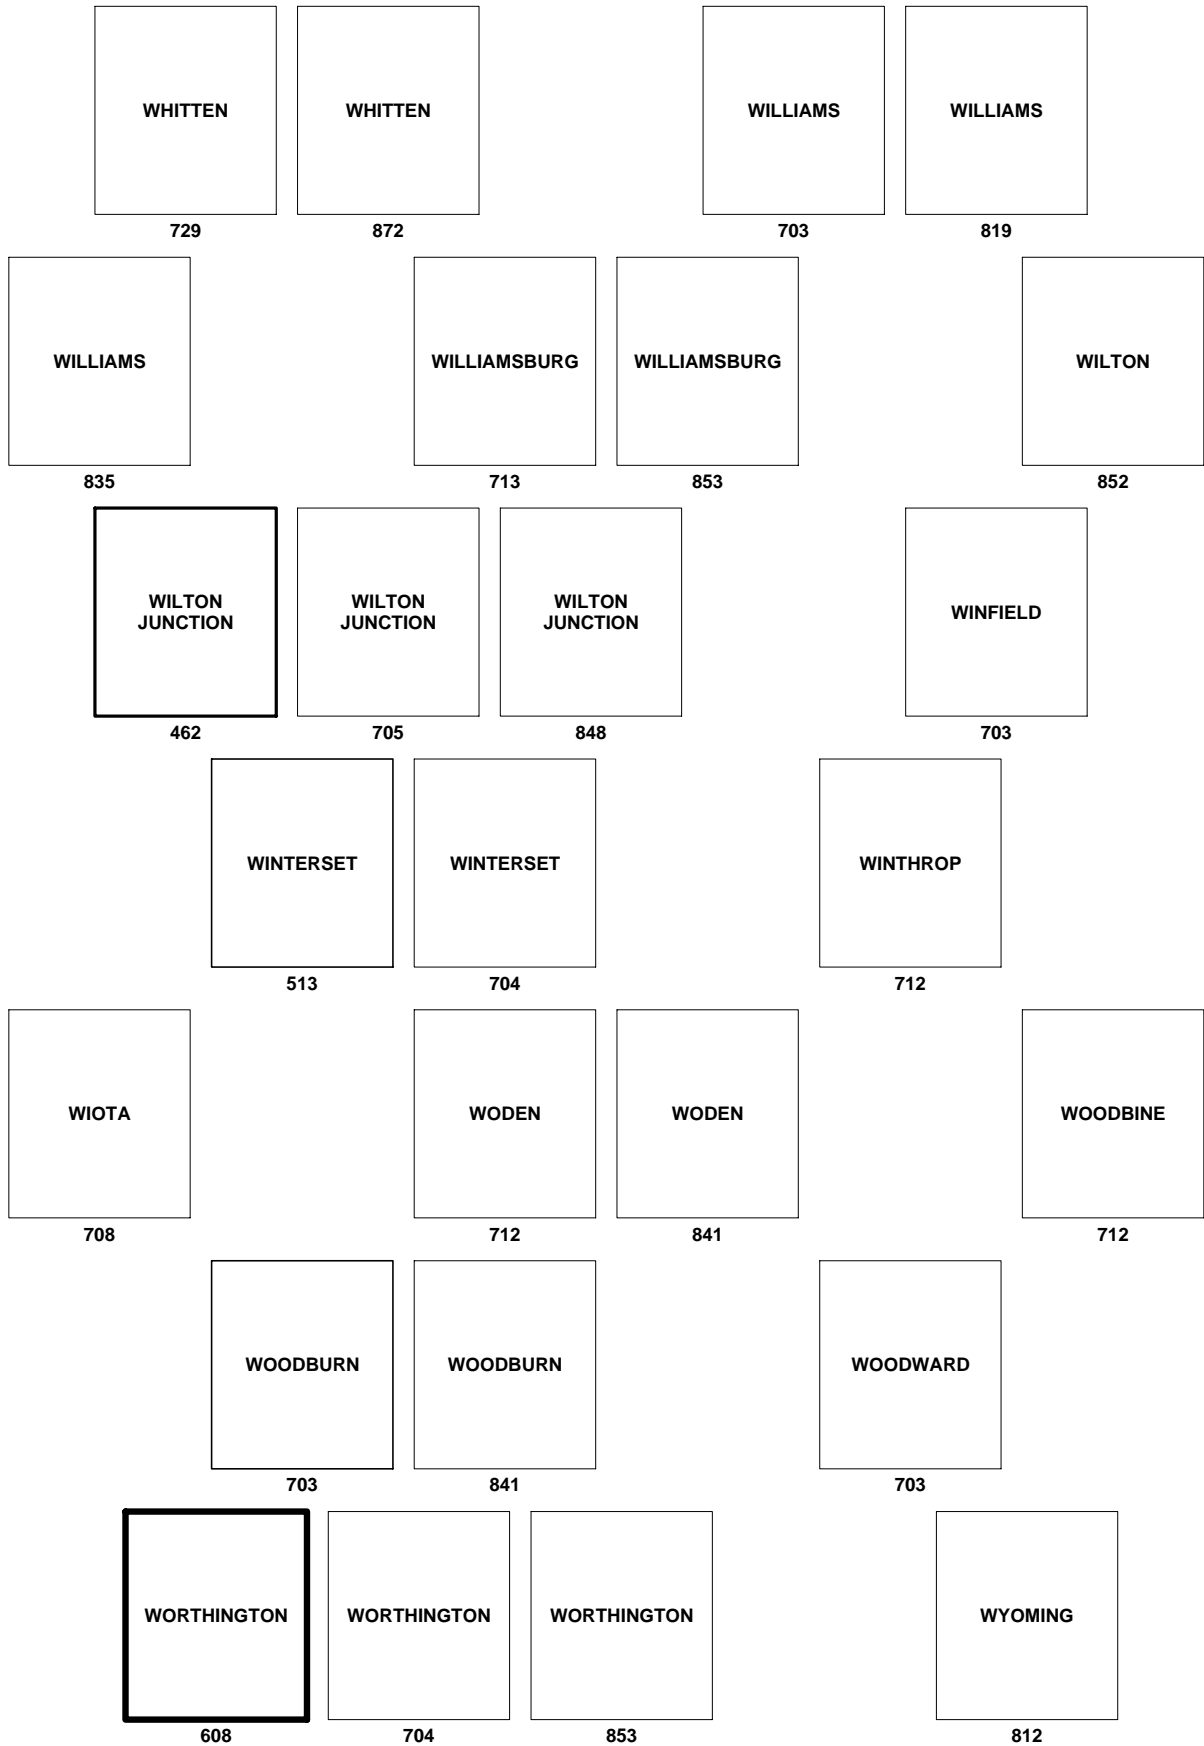 WHITTEN WHITTEN WILLIAMS WILLIAMS
729 872 703 819
WILLIAMS WILLIAMSBURG WILLIAMSBURG WILTON
835 713 853 852
WILTON WILTON WILTON WINFIELD
JUNCTION JUNCTION JUNCTION
462 705 848 703
WINTERSET WINTERSET WINTHROP
513 704 712
WIOTA WODEN WODEN WOODBINE
708 712 841 712
WOODBURN WOODBURN WOODWARD
703 841 703
WORTHINGTON WORTHINGTON WORTHINGTON WYOMING
608 704 853 812